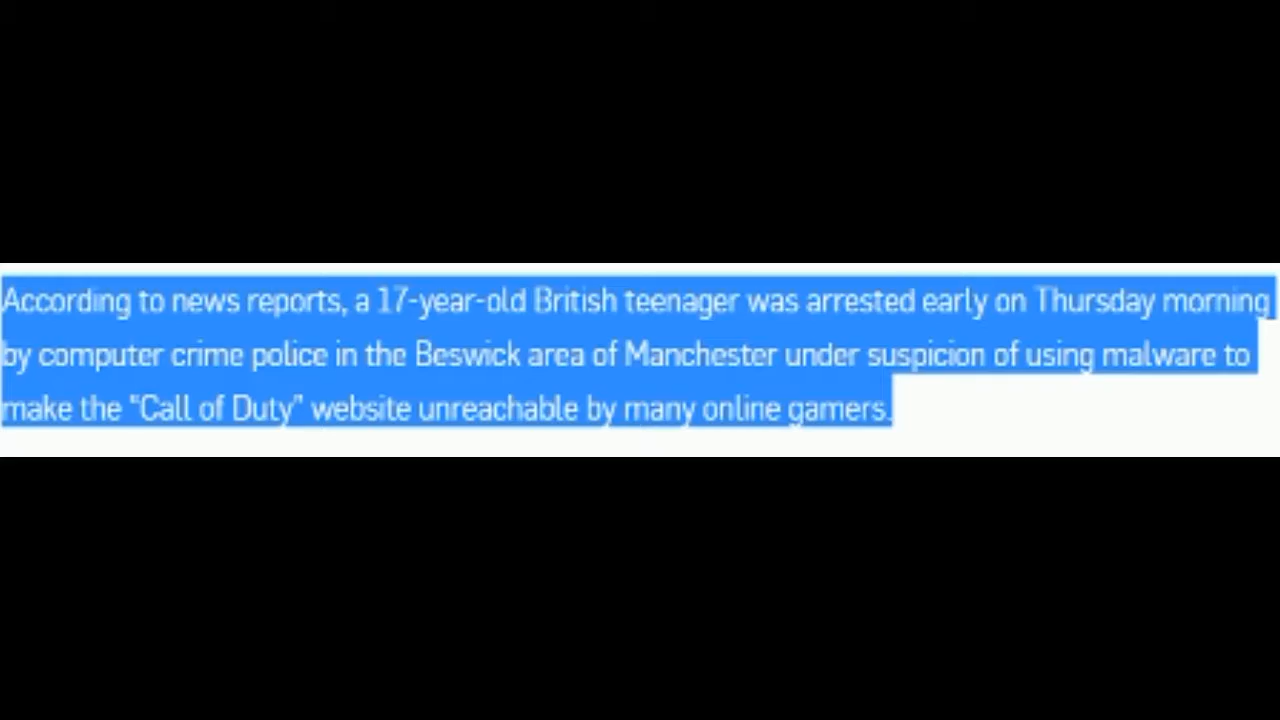 According to news reports, a 17-year-old British teenager was arrested early on Thursday morning
by computer crime police in the Beswick area of Manchester under suspicion of using malware to
make the "Call of Duty" website unreachable by many online gamers.